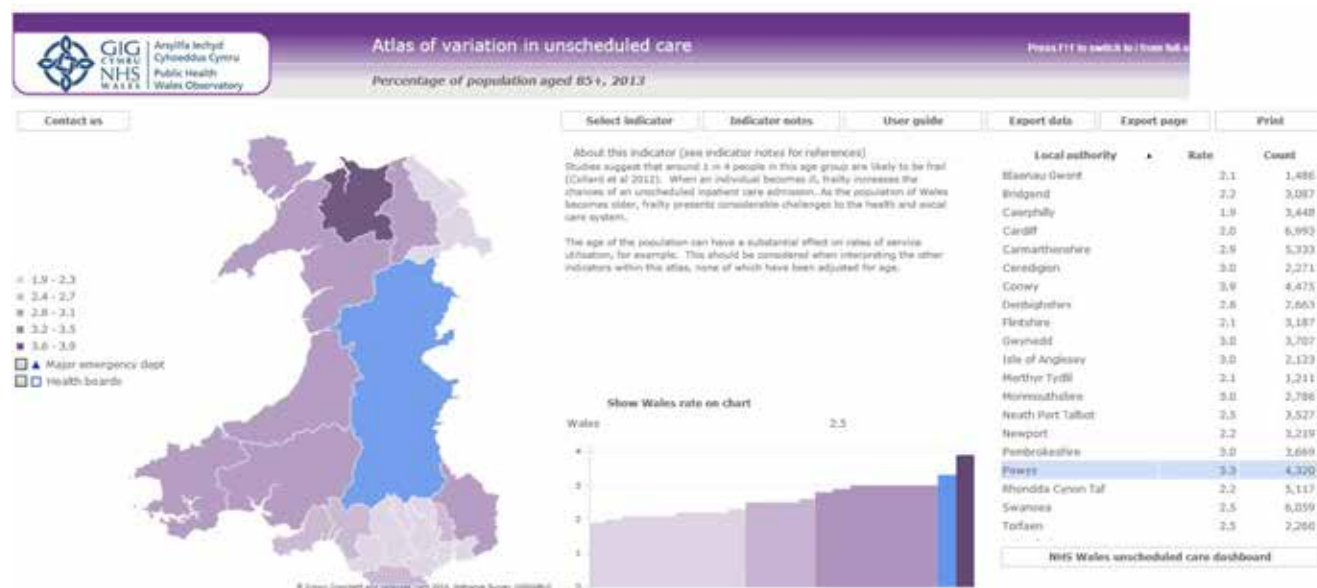 GIG
CYMRU
NHS
WALES
Arsyllfa Iechyd
Cyhoeddus Cymru
Public Health
Wales Observatory
Atlas of variation in unscheduled care
Press F11 to switch to / from full
Percentage of population aged 85+, 2013
Contact us
Select indicator
Indicator notes
User guide
Export data
Export page
Print
About this indicator (see indicator notes for references)
Studies suggest that around 1 in 4 people in this age group are likely to be frail
(Collard et al 2012). When an individual becomes ill, frailty increases the
chances of an unscheduled inpatient care admission. As the population of Wales
becomes older, frailty presents considerable challenges to the health and social
care system.
The age of the population can have a substantial effect on rates of service
utilisation, for example. This should be considered when interpreting the other
indicators within this atlas, none of which have been adjusted for age.
1.9 - 2.3
2.4 - 2.7
2.8 - 3.1
3.2 - 3.5
3.6 - 3.9
Major emergency dept
Health boards
Show Wales rate on chart
Wales 2.5
4
3
2
1
0
Local authority Rate Count
Blaenau Gwent 2.1 1,486
Bridgend 2.2 3,087
Caerphilly 1.9 3,448
Cardiff 2.0 6,993
Carmarthenshire 2.9 5,333
Ceredigion 3.0 2,271
Conwy 3.9 4,475
Denbighshire 2.8 2,663
Flintshire 2.1 3,187
Gwynedd 3.0 3,707
Isle of Anglesey 3.0 2,123
Merthyr Tydfil 2.1 1,211
Monmouthshire 3.0 2,786
Neath Port Talbot 2.5 3,527
Newport 2.2 3,219
Pembrokeshire 3.0 3,669
Powys 3.3 4,320
Rhondda Cynon Taf 2.2 5,117
Swansea 2.5 6,059
Torfaen 2.5 2,260
NHS Wales unscheduled care dashboard